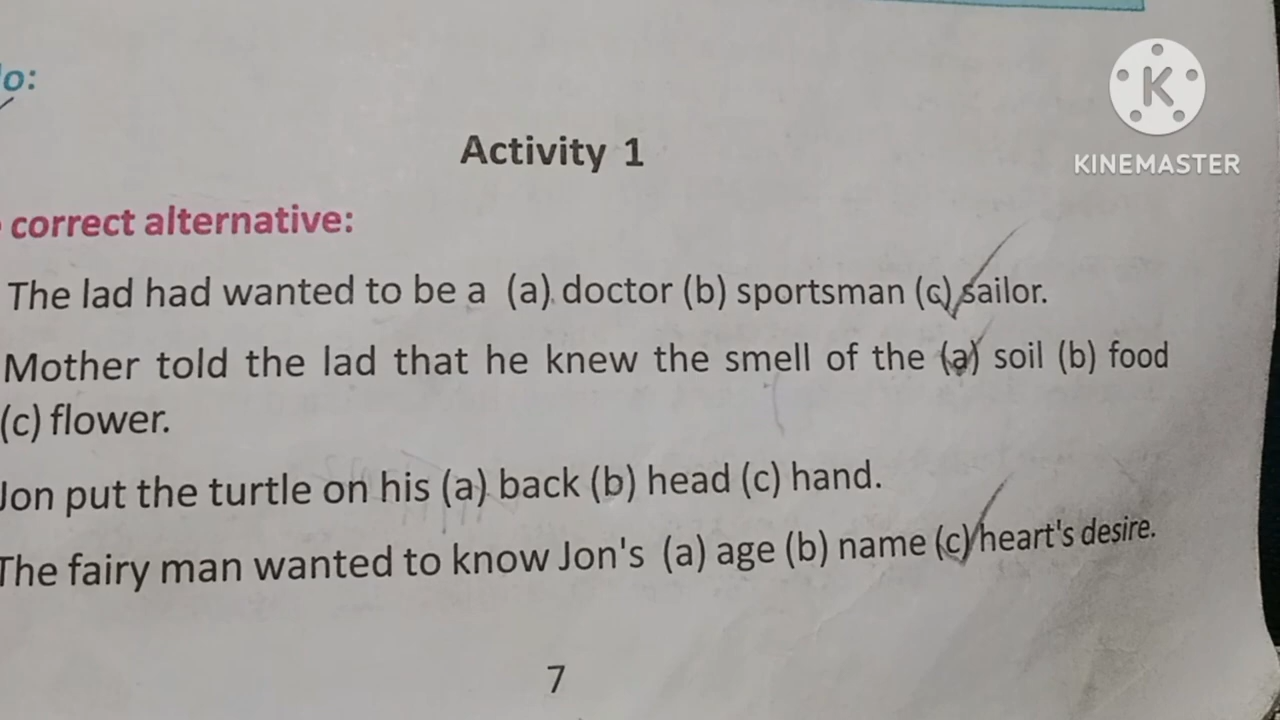 o:
K
KINEMASTER
Activity 1
correct alternative:
The lad had wanted to be a (a) doctor (b) sportsman (c) sailor.
Mother told the lad that he knew the smell of the (a) soil (b) food
(c) flower.
Jon put the turtle on his (a) back (b) head (c) hand.
The fairy man wanted to know Jon's (a) age (b) name (c) heart's desire.
7